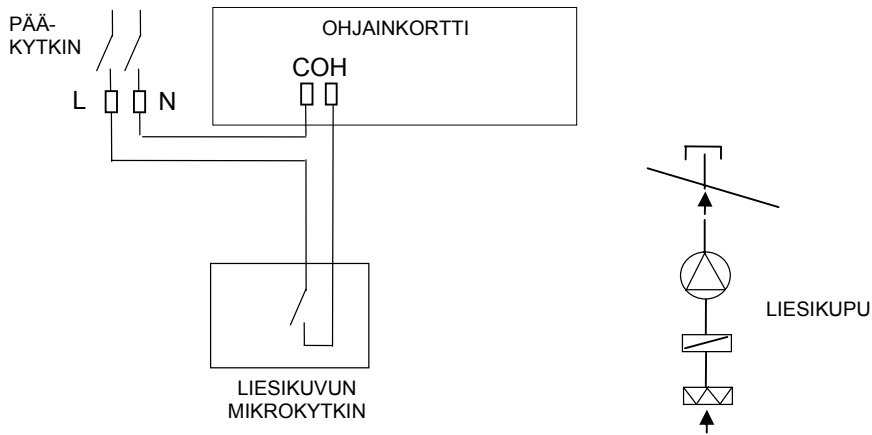 PÄÄ-
KYTKIN
OHJAINKORTTI
COH
L N
LIESIKUPU
LIESIKUVUN
MIKROKYTKIN